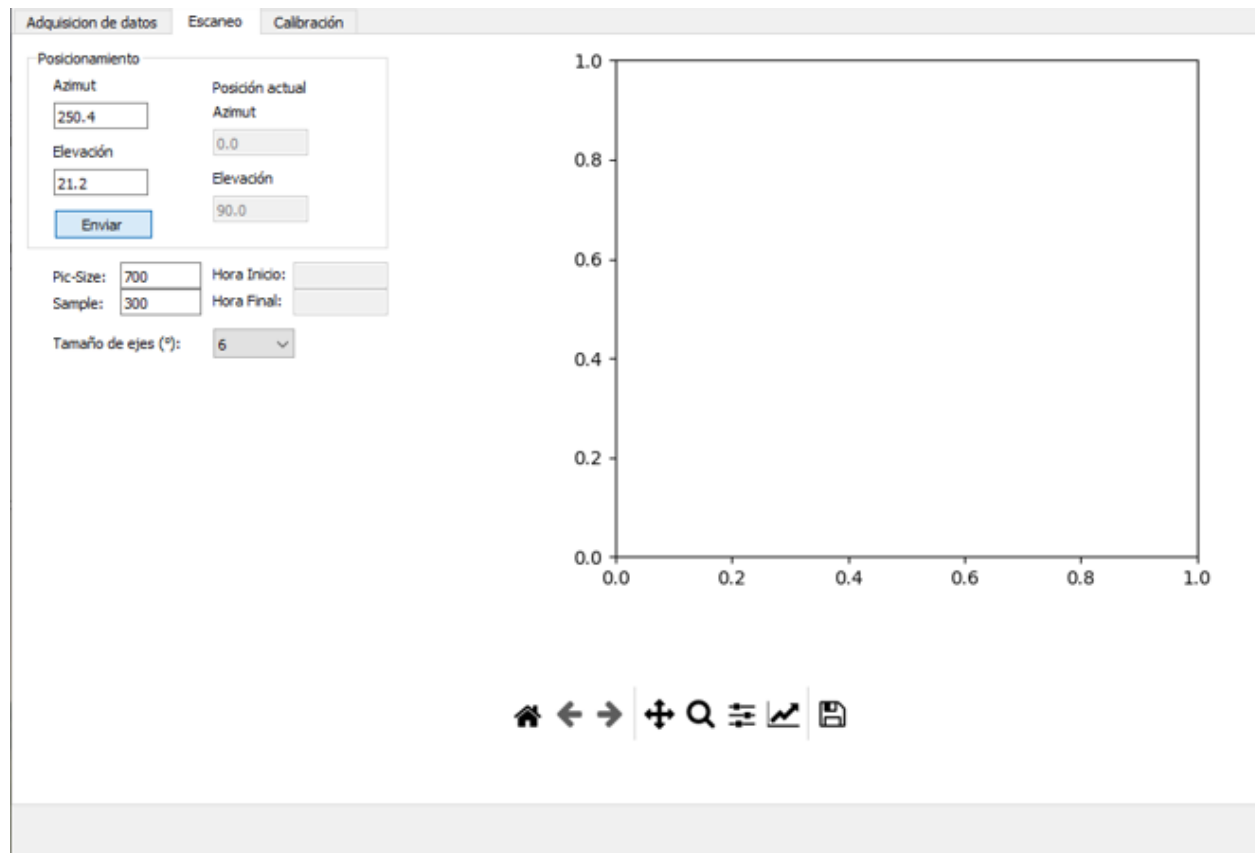 Adquisicion de datos Escaneo Calibración
Posicionamiento
Azimut
250.4
Elevación
21.2
Enviar
Posición actual
Azimut
0.0
Elevación
90.0
Pic-Size: 700 Hora Inicio:
Sample: 300 Hora Final:
Tamaño de ejes (º): 6
1.0
0.8
0.6
0.4
0.2
0.0
0.0 0.2 0.4 0.6 0.8 1.0